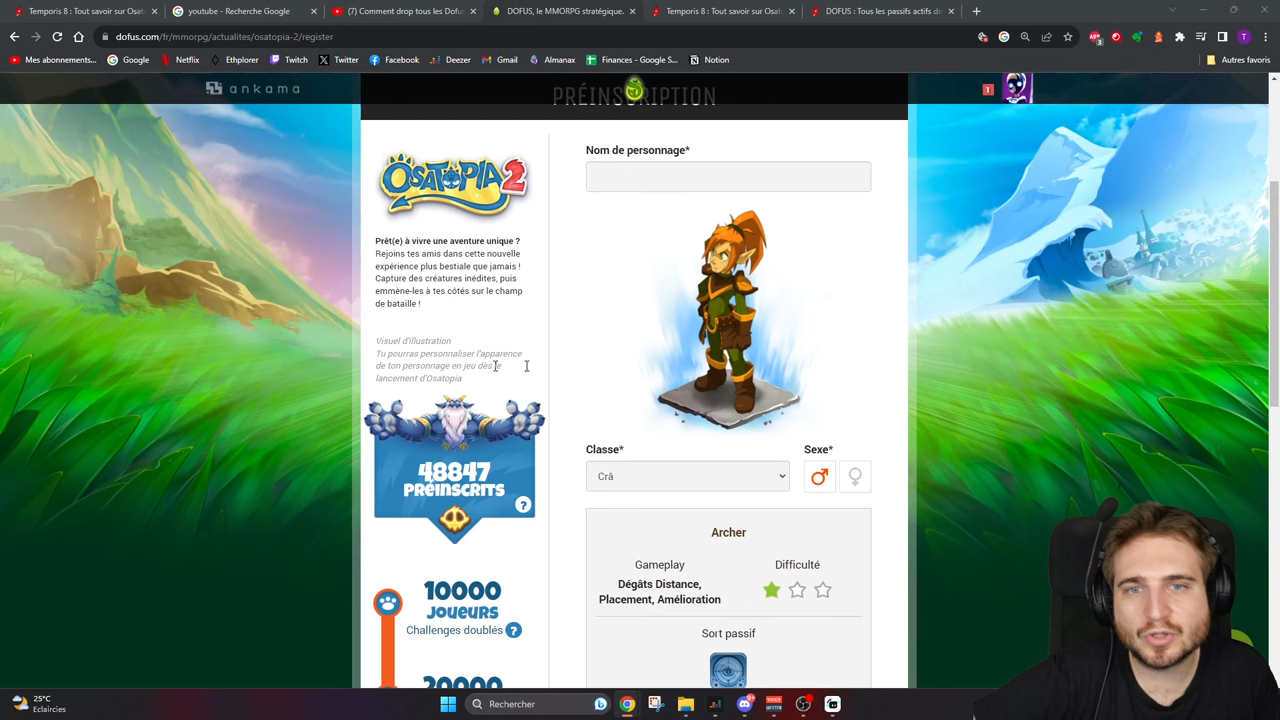 Temporis 8 : Tout savoir sur Osat
youtube - Recherche Google
(7) Comment drop tous les Dofus
DOFUS, le MMORPG stratégique.
Temporis 8 : Tout savoir sur Osat
DOFUS : Tous les passifs actifs de
dofus.com/fr/mmorpg/actualites/osatopia-2/register
3
T
Mes abonnements...
Google
Netflix
Ethplorer
Twitch
Twitter
Facebook
Deezer
Gmail
Almanax
Finances - Google S...
Notion
Autres favoris
ankama
PRÉINSCRIPTION
1
OSATOPIA 2
Prêt(e) à vivre une aventure unique ?
Rejoins tes amis dans cette nouvelle
expérience plus bestiale que jamais !
Capture des créatures inédites, puis
emmène-les à tes côtés sur le champ
de bataille !
Visuel d'illustration
Tu pourras personnaliser l'apparence
de ton personnage en jeu dès le
lancement d'Osatopia
48847
PRÉINSCRITS
?
10000
JOUEURS
Challenges doublés ?
20000
Nom de personnage*
Classe*
Sexe*
Crâ
Archer
Gameplay
Difficulté
Dégâts Distance,
Placement, Amélioration
Sort passif
25°C
Eclaircies
Rechercher